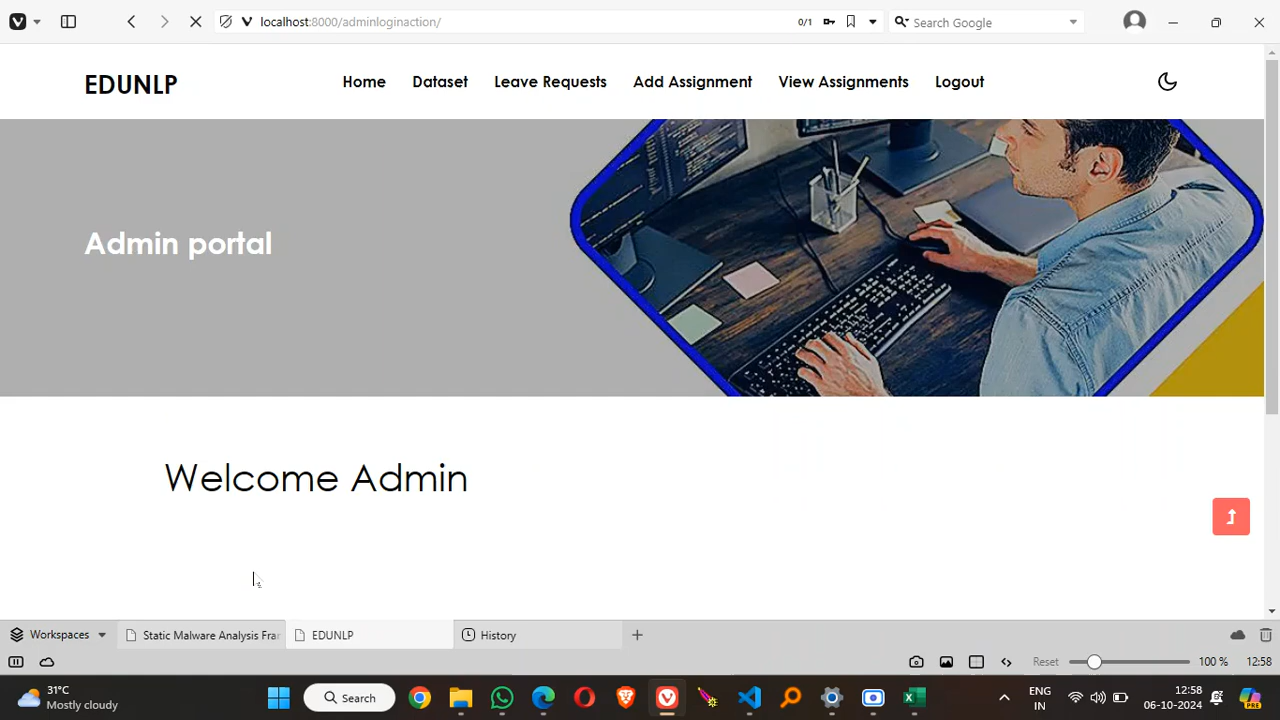 localhost:8000/adminloginaction/
0/1
Search Google
EDUNLP
Home
Dataset
Leave Requests
Add Assignment
View Assignments
Logout
Admin portal
Welcome Admin
Workspaces
Static Malware Analysis Fra
EDUNLP
History
Reset
100 %
12:58
31°C
Mostly cloudy
Search
ENG
IN
12:58
06-10-2024
PRE